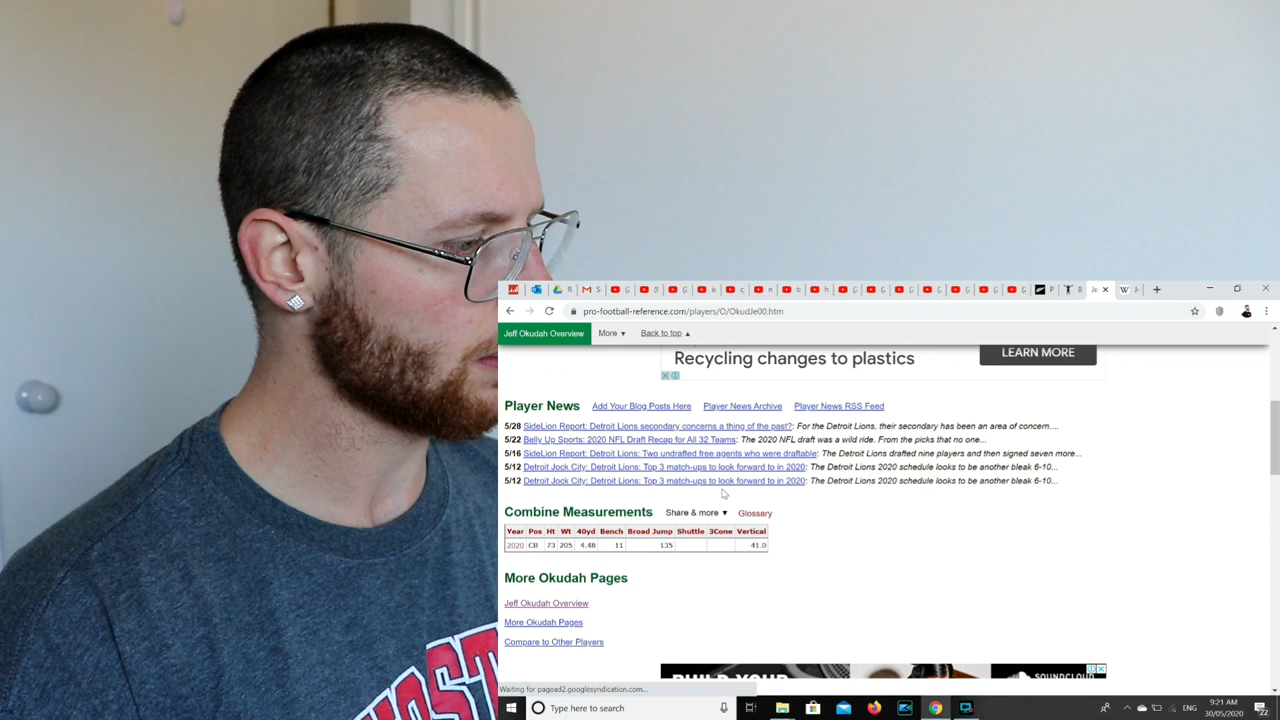 pro-football-reference.com/players/O/OkudJe00.htm
Jeff Okudah Overview More ▼ Back to top ▲
Recycling changes to plastics LEARN MORE
Player News Add Your Blog Posts Here Player News Archive Player News RSS Feed
5/28 SideLion Report: Detroit Lions secondary concerns a thing of the past?: For the Detroit Lions, their secondary has been an area of concern....
5/22 Belly Up Sports: 2020 NFL Draft Recap for All 32 Teams: The 2020 NFL draft was a wild ride. From the picks that no one...
5/16 SideLion Report: Detroit Lions: Two undrafted free agents who were draftable: The Detroit Lions drafted nine players and then signed seven more...
5/12 Detroit Jock City: Detroit Lions: Top 3 match-ups to look forward to in 2020: The Detroit Lions 2020 schedule looks to be another bleak 6-10...
5/12 Detroit Jock City: Detroit Lions: Top 3 match-ups to look forward to in 2020: The Detroit Lions 2020 schedule looks to be another bleak 6-10...
Combine Measurements Share & more ▼ Glossary
Year Pos Ht Wt 40yd Bench Broad Jump Shuttle 3Cone Vertical
2020 CB 73 205 4.48 11 135 41.0
More Okudah Pages
Jeff Okudah Overview
More Okudah Pages
Compare to Other Players
BUILD YOUR SOUNDCLOUD
Waiting for pagead2.googlesyndication.com...
Type here to search
ENG
9:21 AM
30/05/2020
22